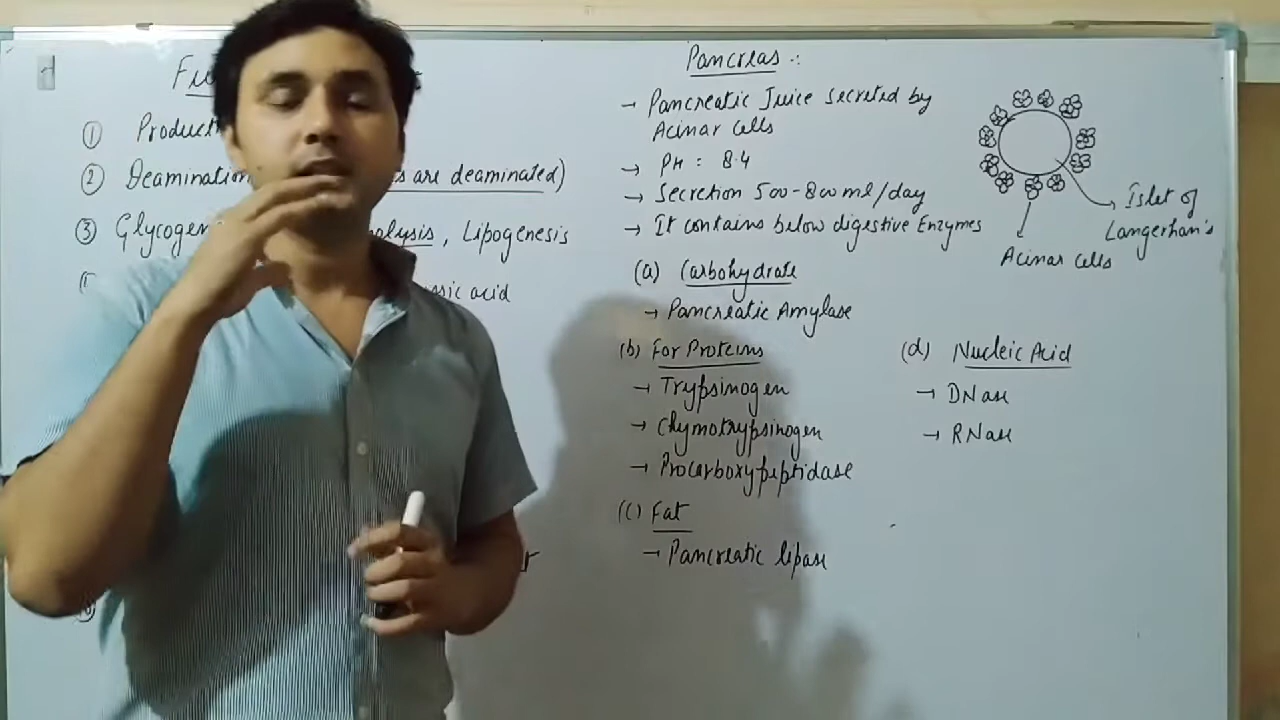 ① Product
② Deamination s are deaminated)
③ Glycogen olysis, Lipogenesis
acid
Pancreas :-
→ Pancreatic Juice secreted by
Acinar cells
→ PH = 8.4
→ Secretion 500-800 ml/day
→ It contains below digestive Enzymes
(a) Carbohydrate
→ Pancreatic Amylase
(b) For Proteins
→ Trypsinogen
→ Chymotrypsinogen
→ Procarboxypeptidase
(c) Fat
→ Pancreatic lipase
(d) Nucleic Acid
→ DNase
→ RNase
Islet of
Langerhan's
Acinar cells